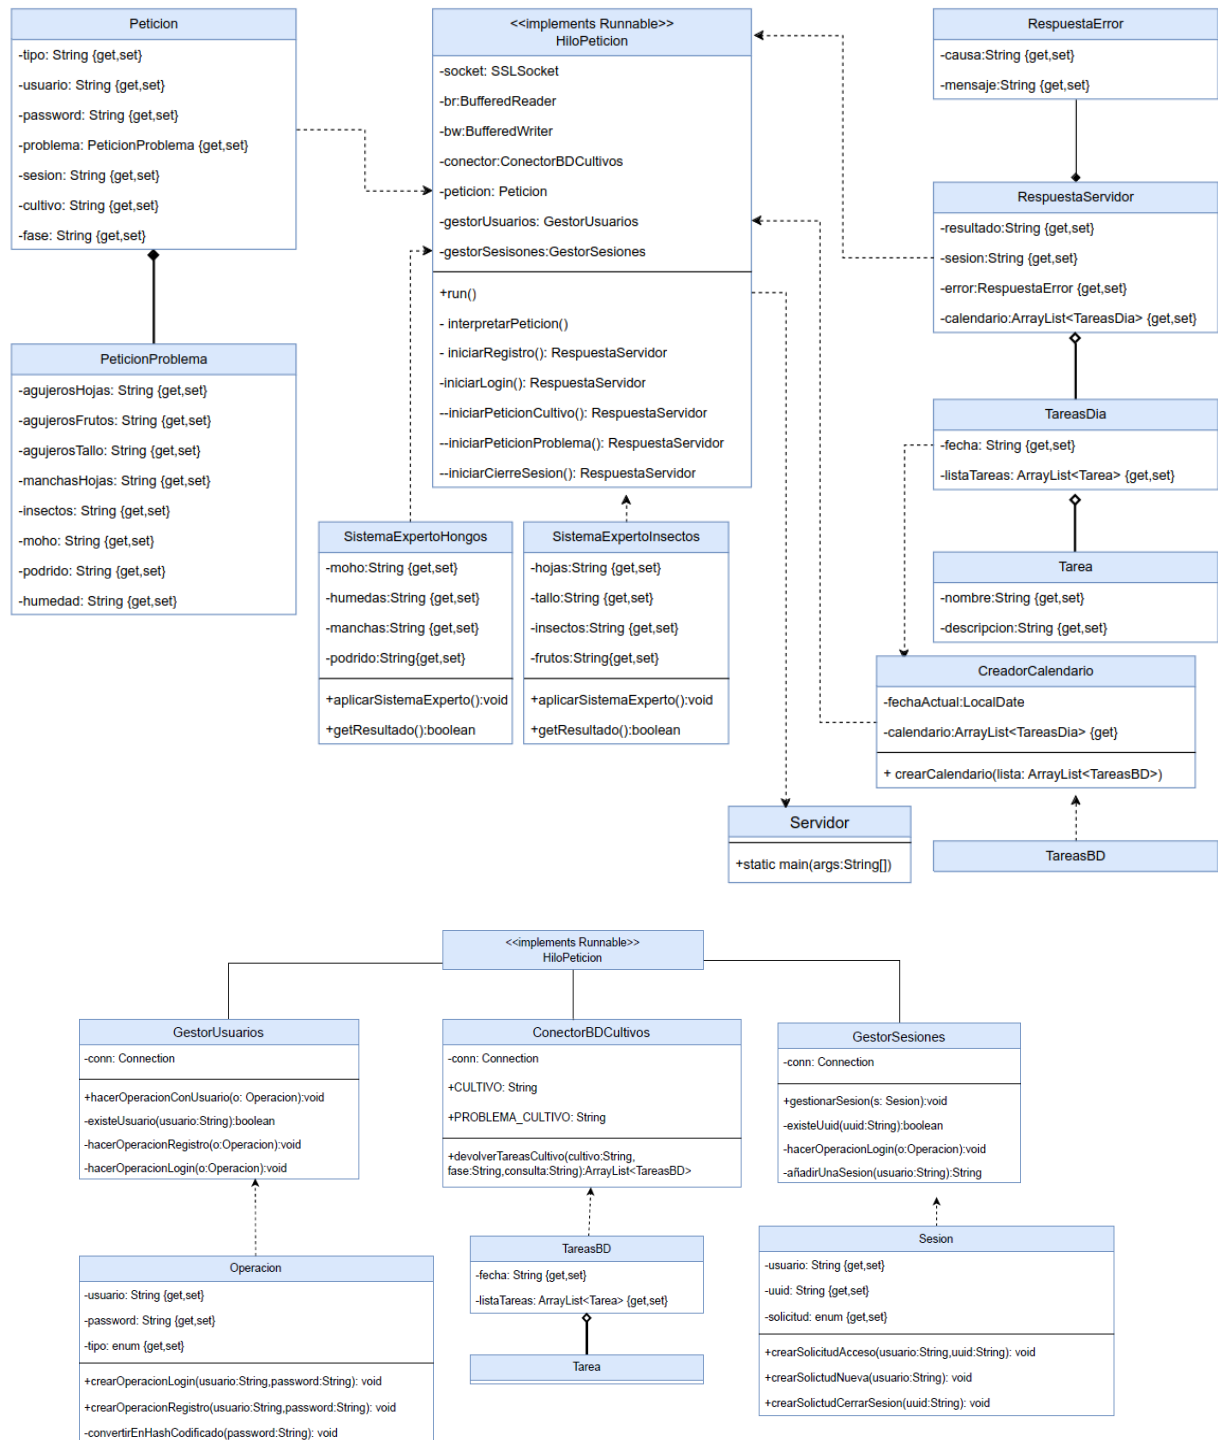 Peticion
-tipo: String {get,set}
-usuario: String {get,set}
-password: String {get,set}
-problema: PeticionProblema {get,set}
-sesion: String {get,set}
-cultivo: String {get,set}
-fase: String {get,set}
PeticionProblema
-agujerosHojas: String {get,set}
-agujerosFrutos: String {get,set}
-agujerosTallo: String {get,set}
-manchasHojas: String {get,set}
-insectos: String {get,set}
-moho: String {get,set}
-podrido: String {get,set}
-humedad: String {get,set}
<<implements Runnable>>
HiloPeticion
-socket: SSLSocket
-br:BufferedReader
-bw:BufferedWriter
-conector:ConectorBDCultivos
-peticion: Peticion
-gestorUsuarios: GestorUsuarios
-gestorSesisones:GestorSesiones
+run()
- interpretarPeticion()
- iniciarRegistro(): RespuestaServidor
-iniciarLogin(): RespuestaServidor
--iniciarPeticionCultivo(): RespuestaServidor
--iniciarPeticionProblema(): RespuestaServidor
--iniciarCierreSesion(): RespuestaServidor
SistemaExpertoHongos
-moho:String {get,set}
-humedas:String {get,set}
-manchas:String {get,set}
-podrido:String{get,set}
+aplicarSistemaExperto():void
+getResultado():boolean
SistemaExpertoInsectos
-hojas:String {get,set}
-tallo:String {get,set}
-insectos:String {get,set}
-frutos:String{get,set}
+aplicarSistemaExperto():void
+getResultado():boolean
RespuestaError
-causa:String {get,set}
-mensaje:String {get,set}
RespuestaServidor
-resultado:String {get,set}
-sesion:String {get,set}
-error:RespuestaError {get,set}
-calendario:ArrayList<TareasDia> {get,set}
TareasDia
-fecha: String {get,set}
-listaTareas: ArrayList<Tarea> {get,set}
Tarea
-nombre:String {get,set}
-descripcion:String {get,set}
CreadorCalendario
-fechaActual:LocalDate
-calendario:ArrayList<TareasDia> {get}
+ crearCalendario(lista: ArrayList<TareasBD>)
TareasBD
Servidor
+static main(args:String[])
<<implements Runnable>>
HiloPeticion
GestorUsuarios
-conn: Connection
+hacerOperacionConUsuario(o: Operacion):void
-existeUsuario(usuario:String):boolean
-hacerOperacionRegistro(o:Operacion):void
-hacerOperacionLogin(o:Operacion):void
ConectorBDCultivos
-conn: Connection
+CULTIVO: String
+PROBLEMA_CULTIVO: String
+devolverTareasCultivo(cultivo:String,
fase:String,consulta:String):ArrayList<TareasBD>
GestorSesiones
-conn: Connection
+gestionarSesion(s: Sesion):void
-existeUuid(uuid:String):boolean
-hacerOperacionLogin(o:Operacion):void
-añadirUnaSesion(usuario:String):String
Operacion
-usuario: String {get,set}
-password: String {get,set}
-tipo: enum {get,set}
+crearOperacionLogin(usuario:String,password:String): void
+crearOperacionRegistro(usuario:String,password:String): void
-convertirEnHashCodificado(password:String): void
TareasBD
-fecha: String {get,set}
-listaTareas: ArrayList<Tarea> {get,set}
Tarea
Sesion
-usuario: String {get,set}
-uuid: String {get,set}
-solicitud: enum {get,set}
+crearSolicitudAcceso(usuario:String,uuid:String): void
+crearSolictudNueva(usuario:String): void
+crearSolictudCerrarSesion(uuid:String): void